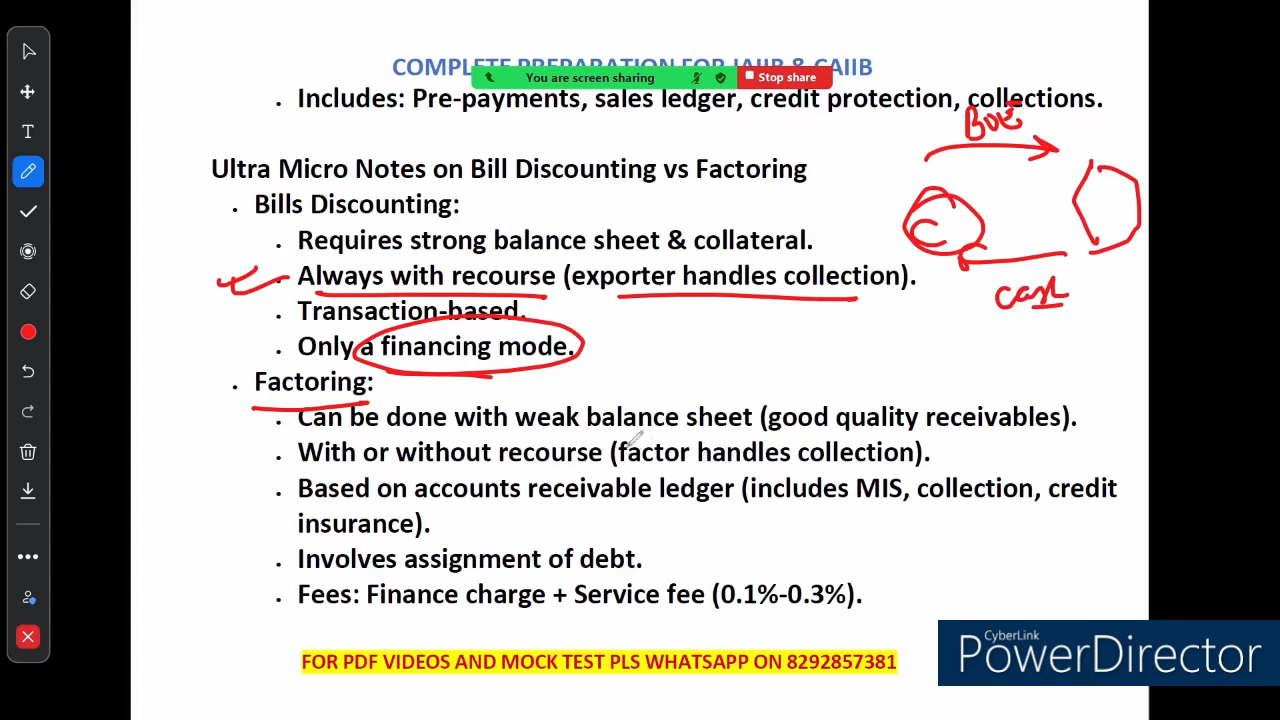 COMPLETE PREPARATION FOR JAIIB & CAIIB
You are screen sharing
Stop share
Includes: Pre-payments, sales ledger, credit protection, collections.
BOE
Ultra Micro Notes on Bill Discounting vs Factoring
Bills Discounting:
Requires strong balance sheet & collateral.
C
Always with recourse (exporter handles collection).
cash
Transaction-based.
Only a financing mode.
Factoring:
Can be done with weak balance sheet (good quality receivables).
With or without recourse (factor handles collection).
Based on accounts receivable ledger (includes MIS, collection, credit
insurance).
Involves assignment of debt.
Fees: Finance charge + Service fee (0.1%-0.3%).
FOR PDF VIDEOS AND MOCK TEST PLS WHATSAPP ON 8292857381
CyberLink
PowerDirector
T